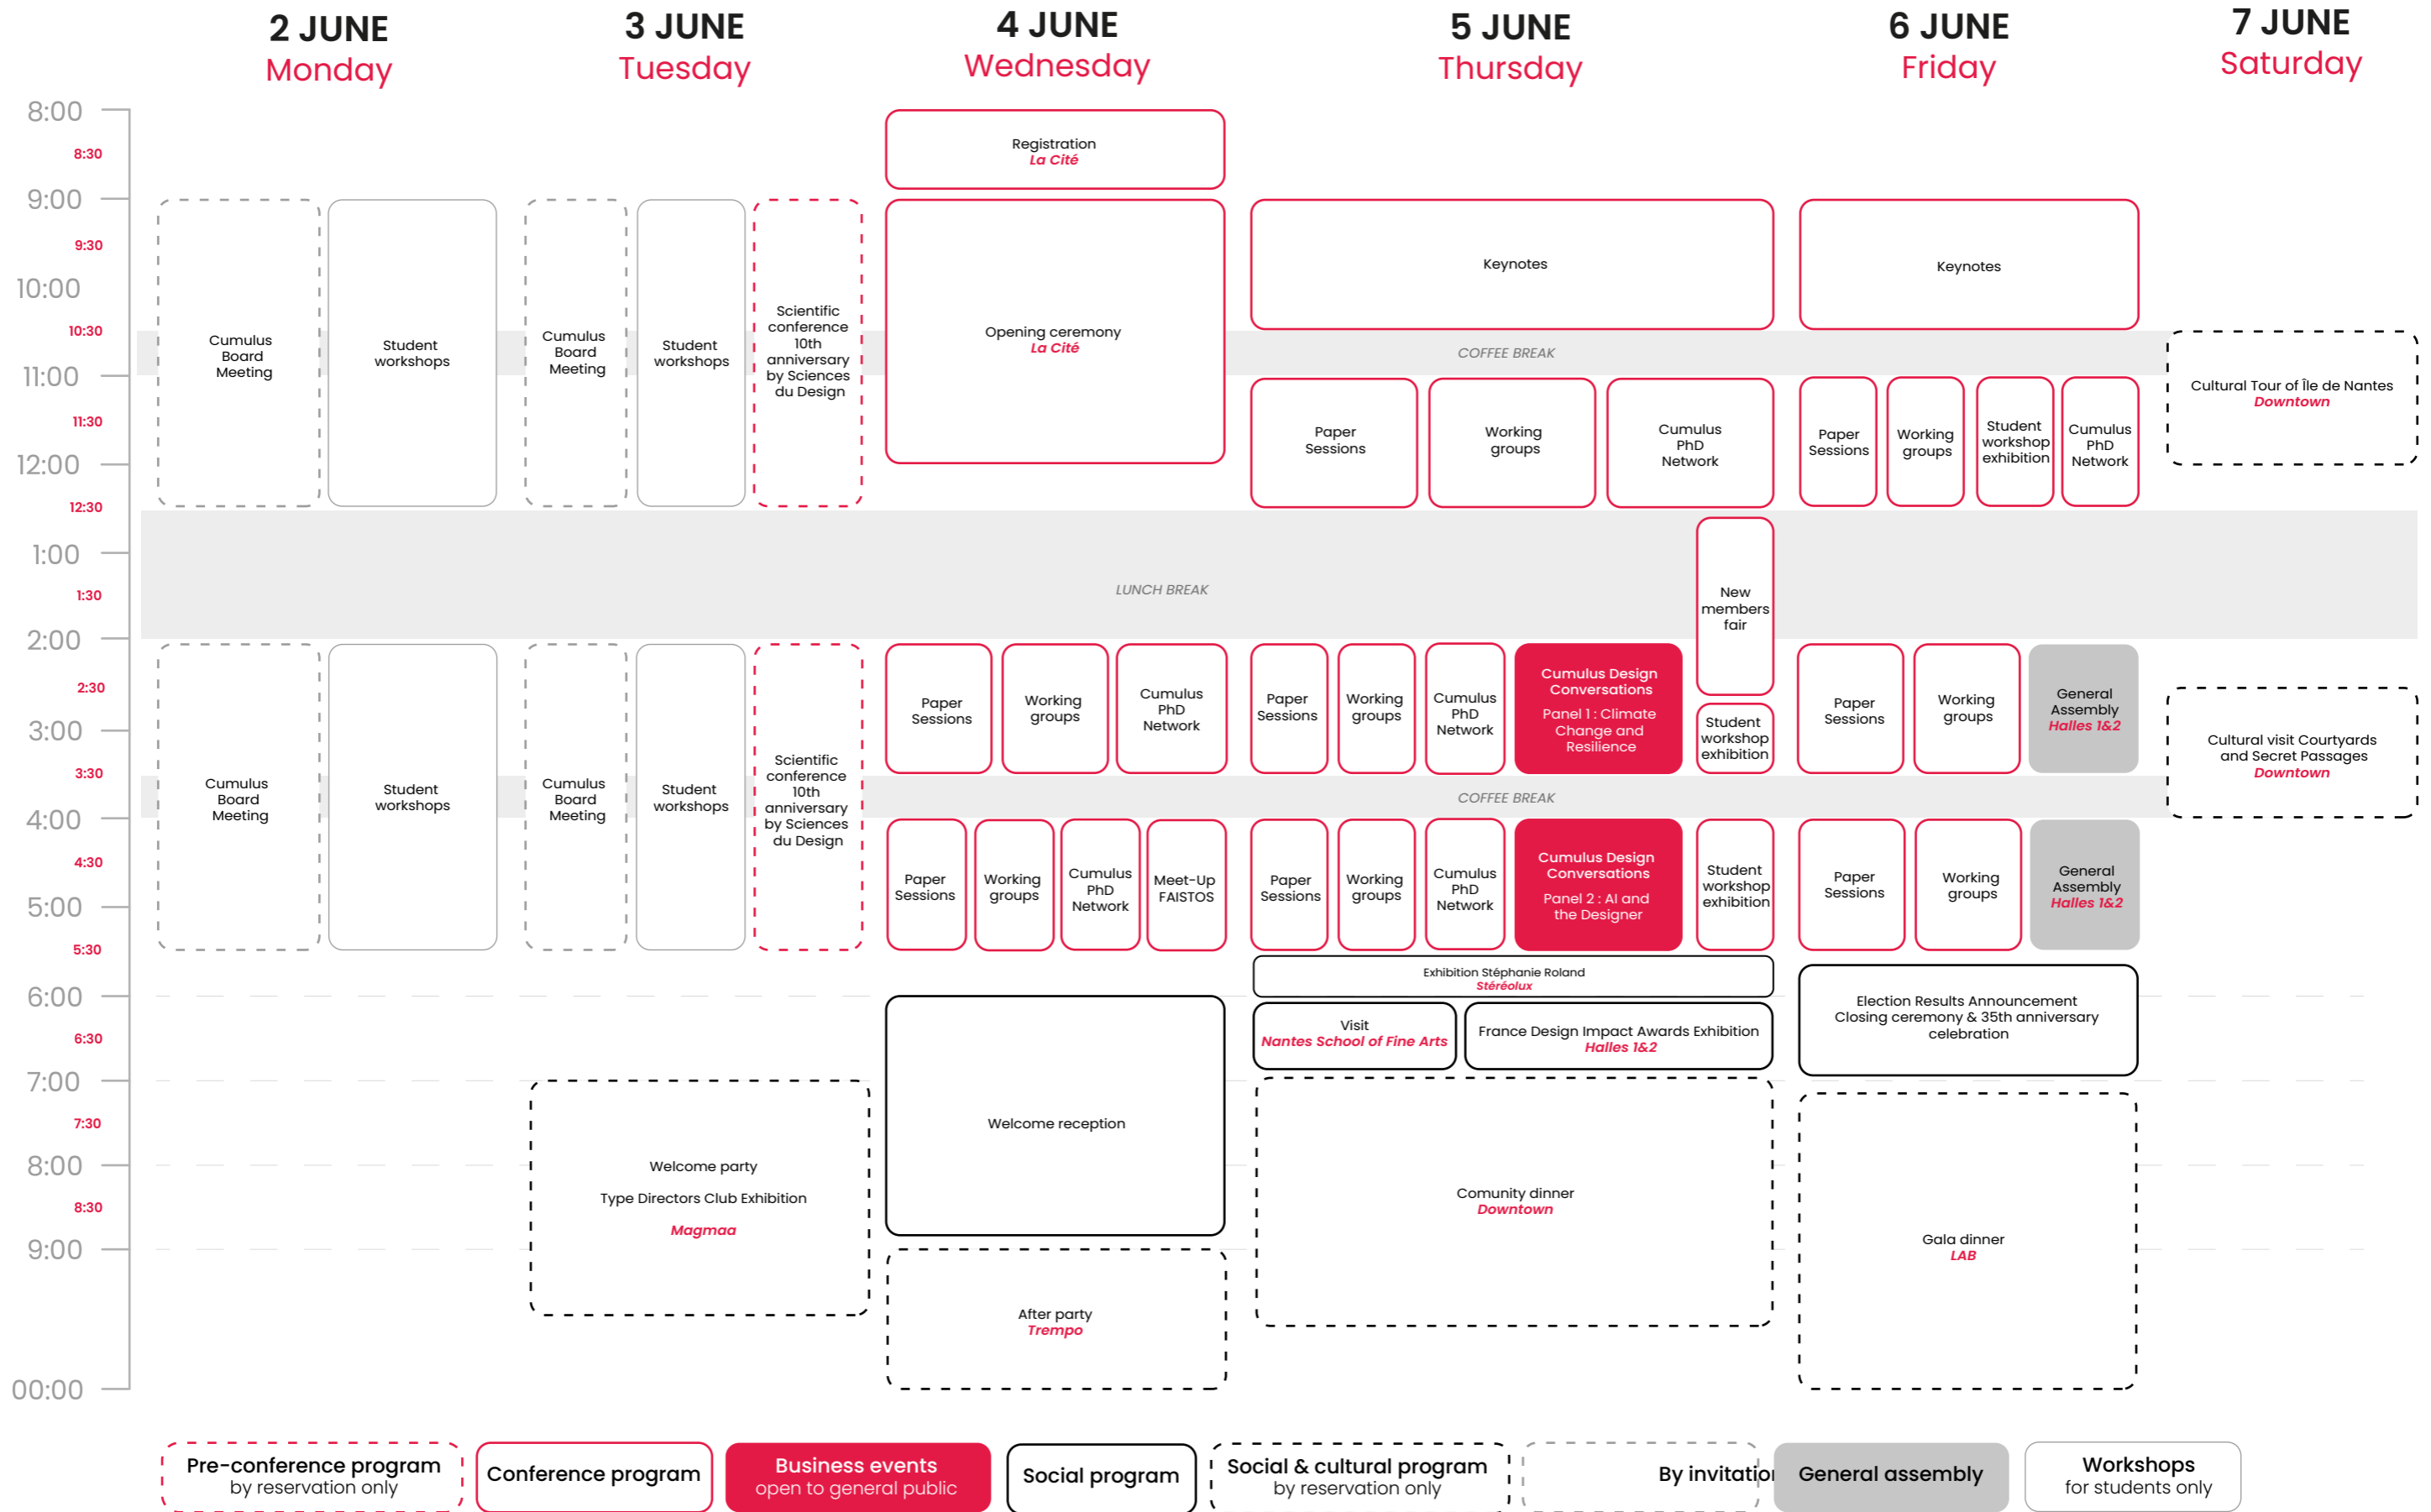 2 JUNE
Monday
3 JUNE
Tuesday
4 JUNE
Wednesday
5 JUNE
Thursday
6 JUNE
Friday
7 JUNE
Saturday
8:00
8:30
9:00
9:30
10:00
10:30
11:00
11:30
12:00
12:30
1:00
1:30
2:00
2:30
3:00
3:30
4:00
4:30
5:00
5:30
6:00
6:30
7:00
7:30
8:00
8:30
9:00
00:00
Cumulus
Board
Meeting
Student
workshops
Cumulus
Board
Meeting
Student
workshops
Scientific
conference
10th
anniversary
by Sciences
du Design
Registration
La Cité
Opening ceremony
La Cité
Keynotes
Keynotes
COFFEE BREAK
Paper
Sessions
Working
groups
Cumulus
PhD
Network
Paper
Sessions
Working
groups
Student
workshop
exhibition
Cumulus
PhD
Network
Cultural Tour of Île de Nantes
Downtown
LUNCH BREAK
New
members
fair
Cumulus
Board
Meeting
Student
workshops
Cumulus
Board
Meeting
Student
workshops
Scientific
conference
10th
anniversary
by Sciences
du Design
Paper
Sessions
Working
groups
Cumulus
PhD
Network
Paper
Sessions
Working
groups
Cumulus
PhD
Network
Cumulus Design
Conversations
Panel 1 : Climate
Change and
Resilience
Student
workshop
exhibition
Paper
Sessions
Working
groups
General
Assembly
Halles 1&2
Cultural visit Courtyards
and Secret Passages
Downtown
COFFEE BREAK
Paper
Sessions
Working
groups
Cumulus
PhD
Network
Meet-Up
FAISTOS
Paper
Sessions
Working
groups
Cumulus
PhD
Network
Cumulus Design
Conversations
Panel 2 : AI and
the Designer
Student
workshop
exhibition
Paper
Sessions
Working
groups
General
Assembly
Halles 1&2
Exhibition Stéphanie Roland
Stéréolux
Visit
Nantes School of Fine Arts
France Design Impact Awards Exhibition
Halles 1&2
Election Results Announcement
Closing ceremony & 35th anniversary
celebration
Welcome party
Type Directors Club Exhibition
Magmaa
Welcome reception
After party
Trempo
Comunity dinner
Downtown
Gala dinner
LAB
Pre-conference program
by reservation only
Conference program
Business events
open to general public
Social program
Social & cultural program
by reservation only
By invitation
General assembly
Workshops
for students only